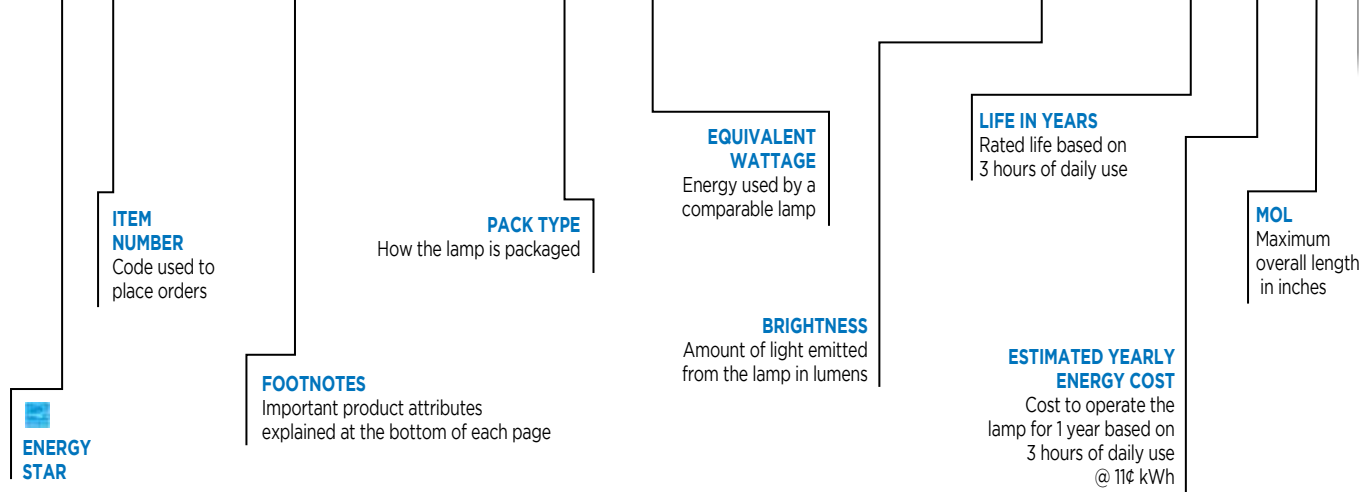 ITEM
NUMBER
Code used to
place orders
PACK TYPE
How the lamp is packaged
EQUIVALENT
WATTAGE
Energy used by a
comparable lamp
LIFE IN YEARS
Rated life based on
3 hours of daily use
MOL
Maximum
overall length
in inches
BRIGHTNESS
Amount of light emitted
from the lamp in lumens
ESTIMATED YEARLY
ENERGY COST
Cost to operate the
lamp for 1 year based on
3 hours of daily use
@ 11¢ kWh
FOOTNOTES
Important product attributes
explained at the bottom of each page
ENERGY
STAR